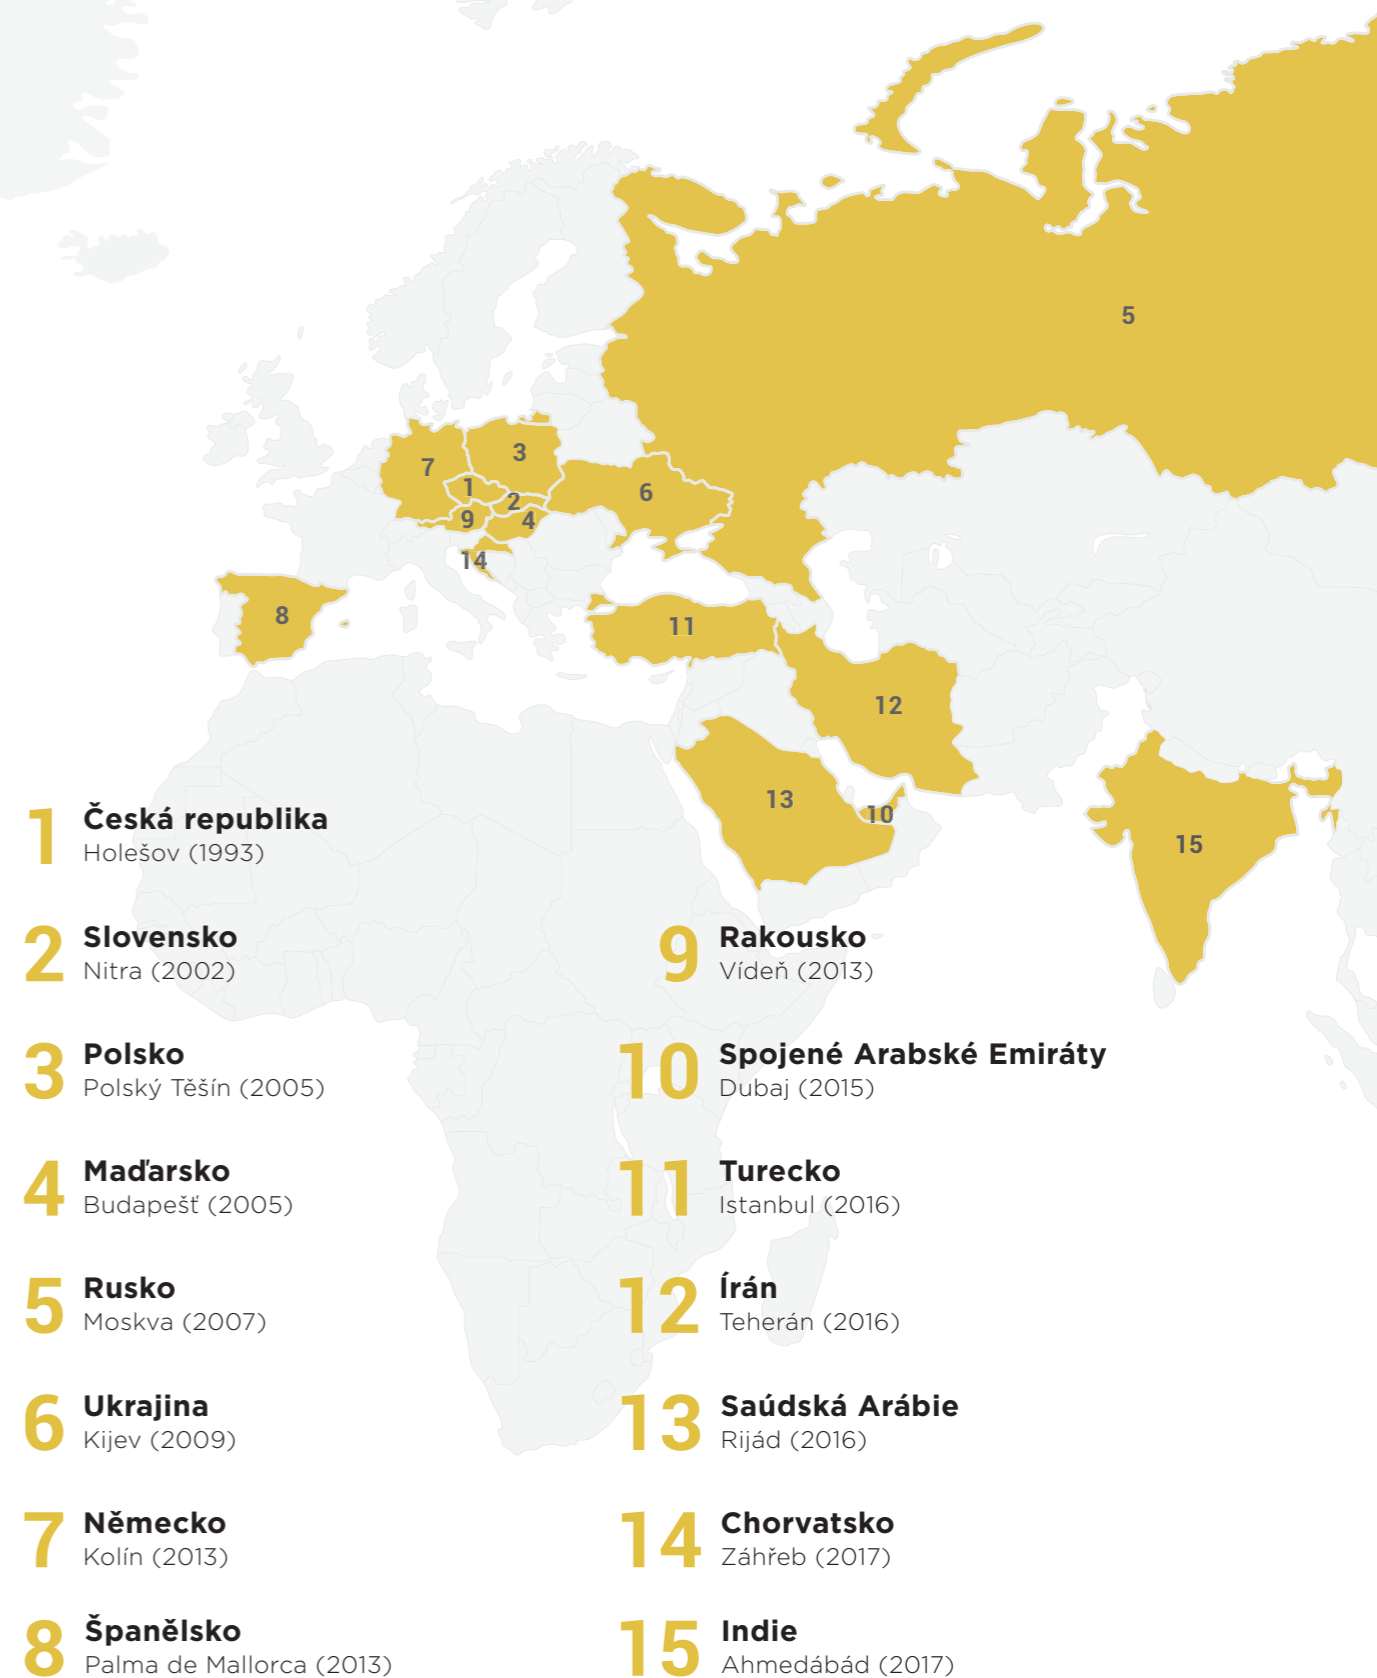 5
3
7
1
2
6
9
4
14
8
11
12
13
10
15
1 Česká republika
Holešov (1993)
2 Slovensko
Nitra (2002)
3 Polsko
Polský Těšín (2005)
4 Maďarsko
Budapešť (2005)
5 Rusko
Moskva (2007)
6 Ukrajina
Kijev (2009)
7 Německo
Kolín (2013)
8 Španělsko
Palma de Mallorca (2013)
9 Rakousko
Vídeň (2013)
10 Spojené Arabské Emiráty
Dubaj (2015)
11 Turecko
Istanbul (2016)
12 Írán
Teherán (2016)
13 Saúdská Arábie
Rijád (2016)
14 Chorvatsko
Záhřeb (2017)
15 Indie
Ahmedábád (2017)